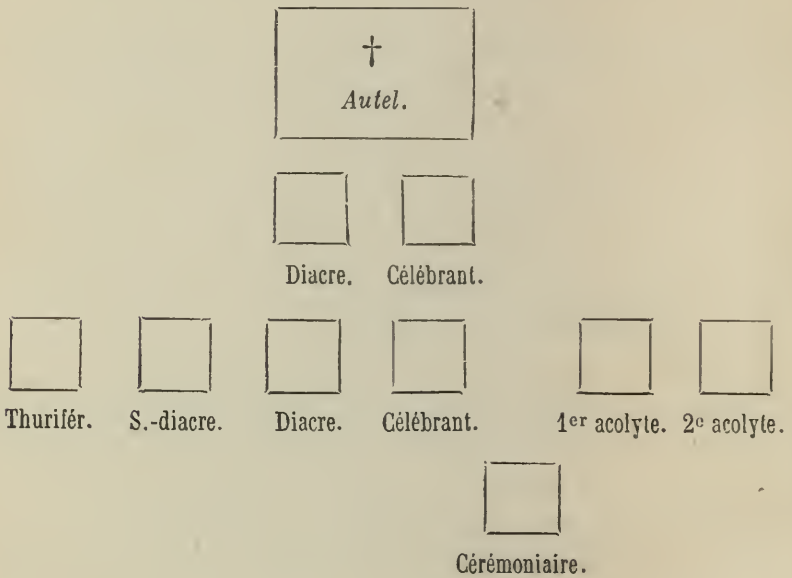 †
Autel.
Diacre. Célébrant.
Thurifér. S.-diacre. Diacre. Célébrant. 1er acolyte. 2e acolyte.
Cérémoniaire.